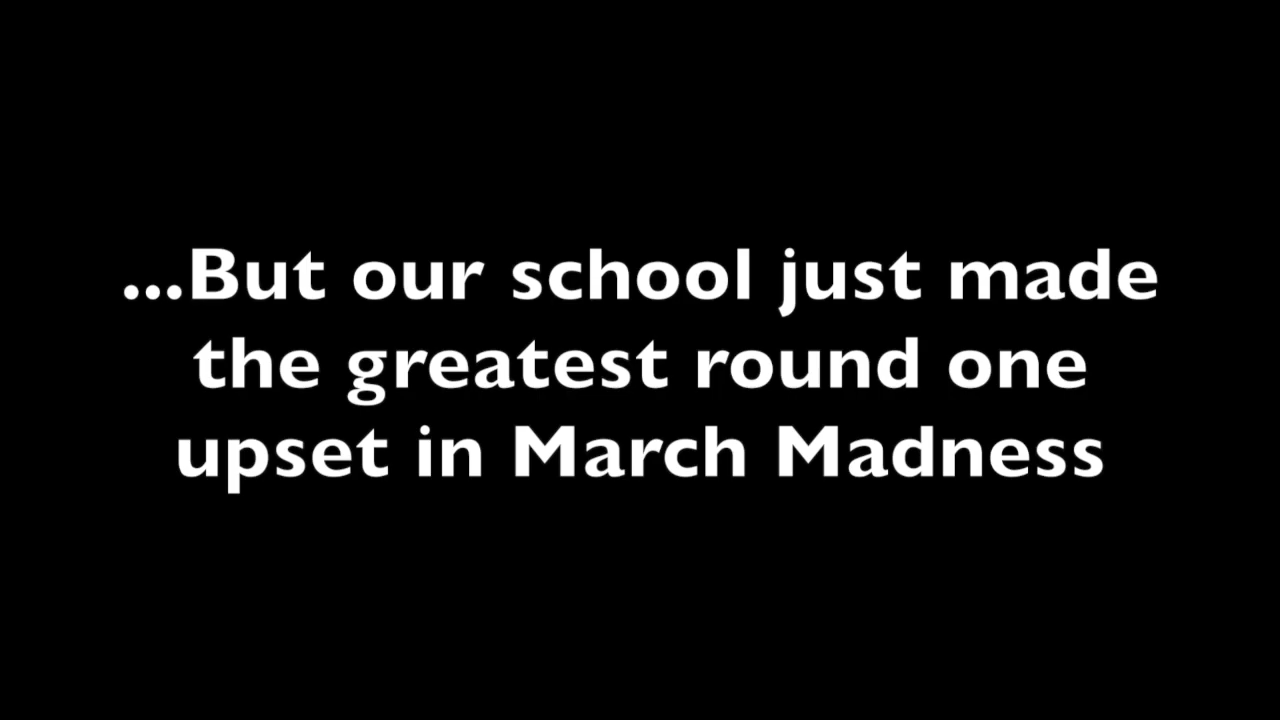 ...But our school just made
the greatest round one
upset in March Madness